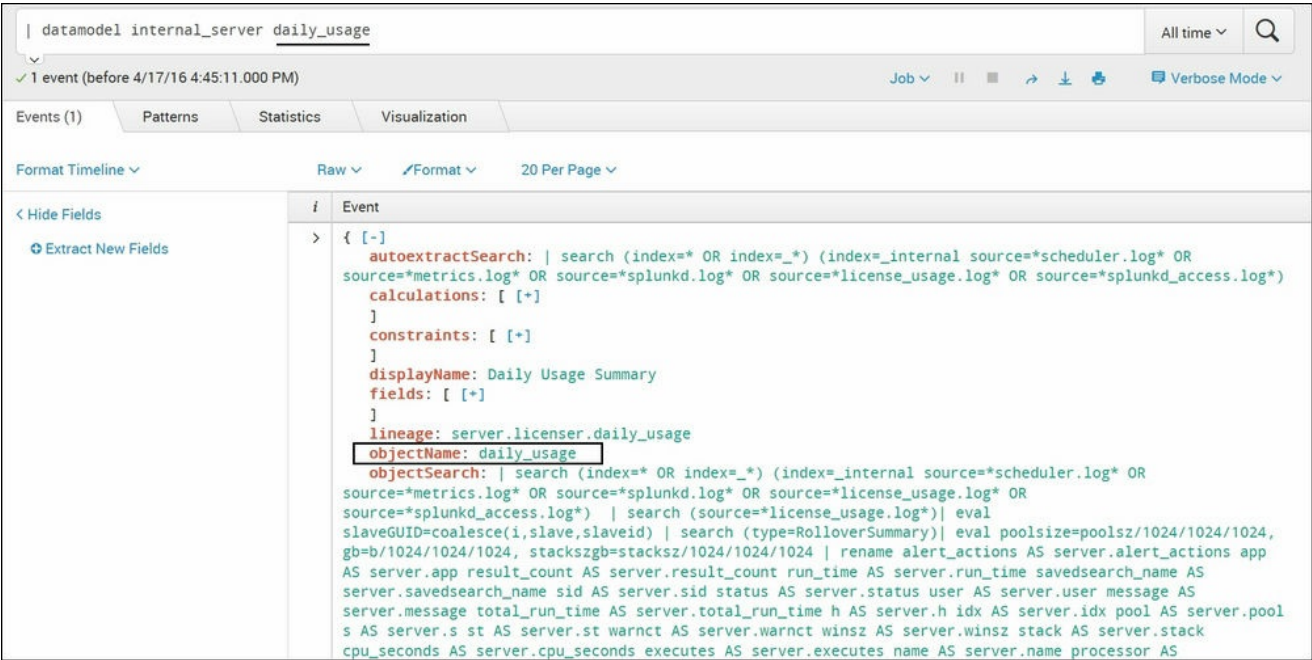 | datamodel internal_server daily_usage
All time
1 event (before 4/17/16 4:45:11.000 PM)
Job
Verbose Mode
Events (1)
Patterns
Statistics
Visualization
Format Timeline
Raw
Format
20 Per Page
< Hide Fields
Extract New Fields
i
Event
>
{ [-]
autoextractSearch: | search (index=* OR index=_*) (index=_internal source=*scheduler.log* OR
source=*metrics.log* OR source=*splunkd.log* OR source=*license_usage.log* OR source=*splunkd_access.log*)
calculations: [ [+]
]
constraints: [ [+]
]
displayName: Daily Usage Summary
fields: [ [+]
]
lineage: server.licenser.daily_usage
objectName: daily_usage
objectSearch: | search (index=* OR index=_*) (index=_internal source=*scheduler.log* OR
source=*metrics.log* OR source=*splunkd.log* OR source=*license_usage.log* OR
source=*splunkd_access.log*) | search (source=*license_usage.log*)| eval
slaveGUID=coalesce(i,slave,slaveid) | search (type=RolloverSummary)| eval poolsize=poolsz/1024/1024/1024,
gb=b/1024/1024/1024, stackszgb=stacksz/1024/1024/1024 | rename alert_actions AS server.alert_actions app
AS server.app result_count AS server.result_count run_time AS server.run_time savedsearch_name AS
server.savedsearch_name sid AS server.sid status AS server.status user AS server.user message AS
server.message total_run_time AS server.total_run_time h AS server.h idx AS server.idx pool AS server.pool
s AS server.s st AS server.st warnct AS server.warnct winsz AS server.winsz stack AS server.stack
cpu_seconds AS server.cpu_seconds executes AS server.executes name AS server.name processor AS